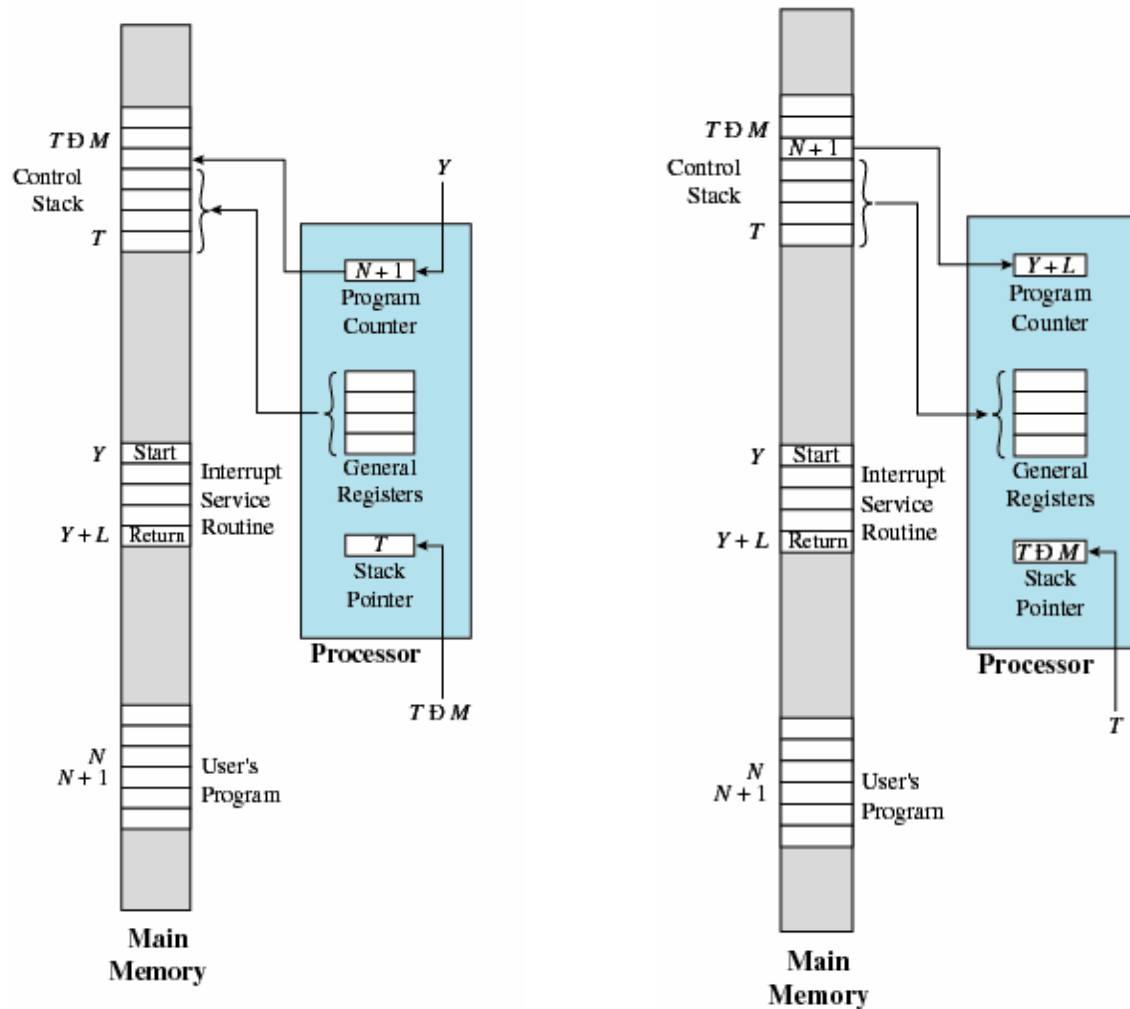 T Đ M
Control
Stack
T
Y
N + 1
Program
Counter
General
Registers
T
Stack
Pointer
Processor
T Đ M
Y
Start
Interrupt
Service
Routine
Y + L
Return
N
N + 1
User's
Program
Main
Memory
T Đ M
N + 1
Control
Stack
T
Y + L
Program
Counter
General
Registers
T Đ M
Stack
Pointer
Processor
T
Y
Start
Interrupt
Service
Routine
Y + L
Return
N
N + 1
User's
Program
Main
Memory